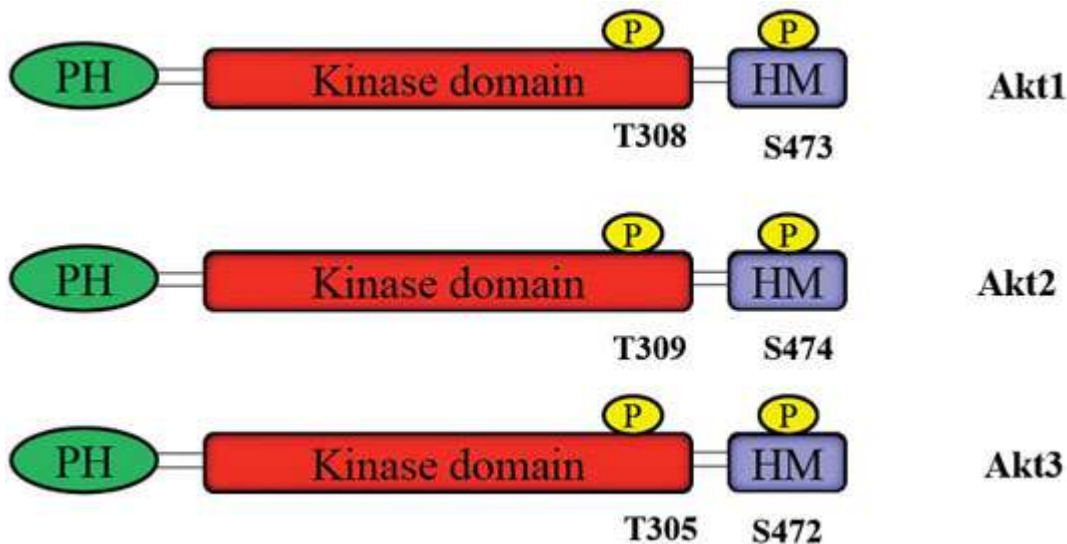 P P
PH Kinase domain HM Akt1
T308 S473
P P
PH Kinase domain HM Akt2
T309 S474
P P
PH Kinase domain HM Akt3
T305 S472